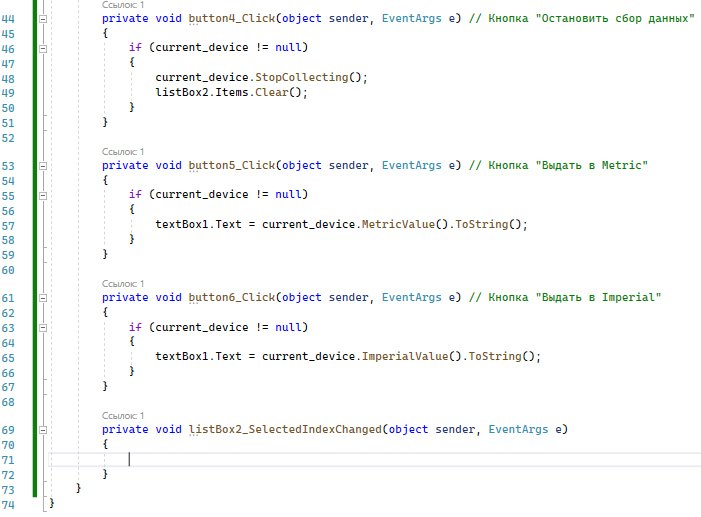 Ссылок: 1
44 private void button4_Click(object sender, EventArgs e) // Кнопка "Остановить сбор данных"
45 {
46 if (current_device != null)
47 {
48 current_device.StopCollecting();
49 listBox2.Items.Clear();
50 }
51 }
52
Ссылок: 1
53 private void button5_Click(object sender, EventArgs e) // Кнопка "Выдать в Metric"
54 {
55 if (current_device != null)
56 {
57 textBox1.Text = current_device.MetricValue().ToString();
58 }
59 }
60
Ссылок: 1
61 private void button6_Click(object sender, EventArgs e) // Кнопка "Выдать в Imperial"
62 {
63 if (current_device != null)
64 {
65 textBox1.Text = current_device.ImperialValue().ToString();
66 }
67 }
68
Ссылок: 1
69 private void listBox2_SelectedIndexChanged(object sender, EventArgs e)
70 {
71
72 }
73 }
74 }